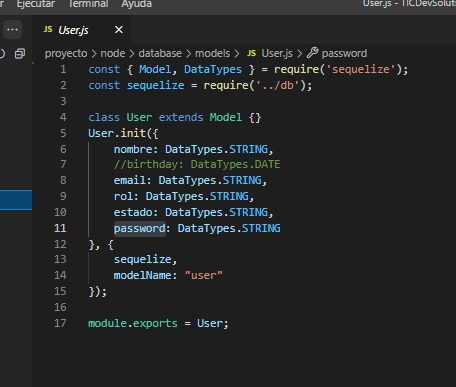 Ejecutar Terminal Ayuda User.js - TICDevSolut
... JS User.js ×
proyecto > node > database > models > JS User.js > password
1 const { Model, DataTypes } = require('sequelize');
2 const sequelize = require('../db');
3
4 class User extends Model {}
5 User.init({
6 nombre: DataTypes.STRING,
7 //birthday: DataTypes.DATE
8 email: DataTypes.STRING,
9 rol: DataTypes.STRING,
10 estado: DataTypes.STRING,
11 password: DataTypes.STRING
12 }, {
13 sequelize,
14 modelName: "user"
15 });
16
17 module.exports = User;